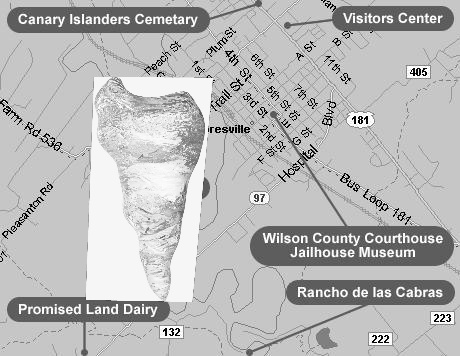 Canary Islanders Cemetery
Visitors Center
Peach St
1st
Plum St
4th St
6th
A St
B St
11th St
7th St
5th St
3rd St
2nd
F St
G St
Blvd
Hospital
405
181
Farm Rd 536
Pleasanton Rd
97
Bus Loop 181
Wilson County Courthouse
Jailhouse Museum
Rancho de las Cabras
Promised Land Dairy
132
222
223